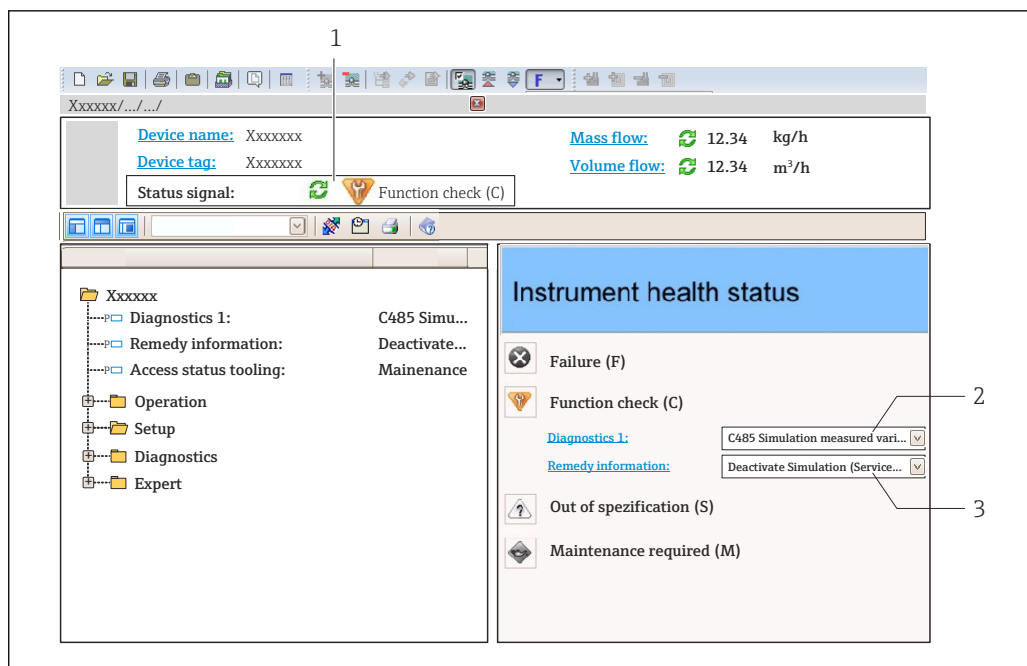 1
F
Xxxxxx/.../.../
Device name: Xxxxxxx
Mass flow: 12.34 kg/h
Device tag: Xxxxxxx
Volume flow: 12.34 m³/h
Status signal: Function check (C)
Xxxxxx
P Diagnostics 1: C485 Simu...
P Remedy information: Deactivate...
P Access status tooling: Mainenance
Operation
Setup
Diagnostics
Expert
Instrument health status
Failure (F)
Function check (C)
2
Diagnostics 1: C485 Simulation measured vari...
Remedy information: Deactivate Simulation (Service...
Out of spezification (S)
3
Maintenance required (M)